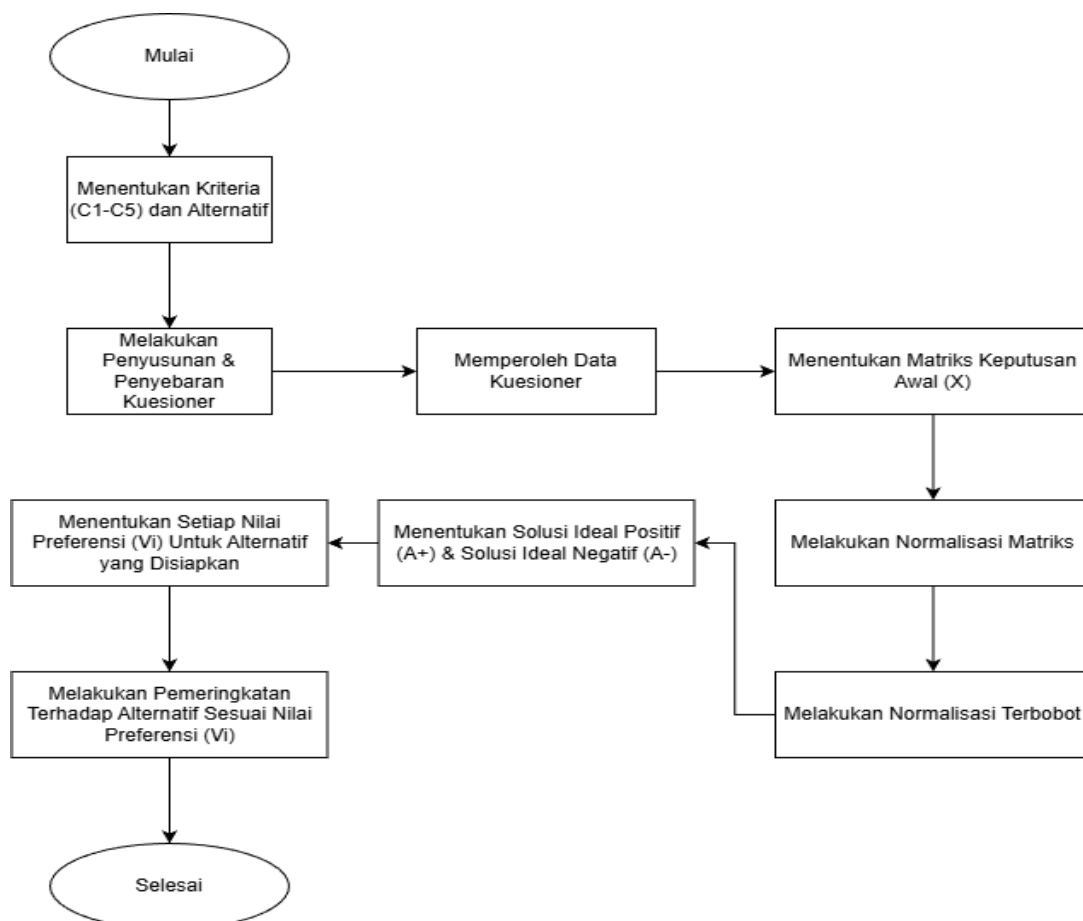 Mulai
Menentukan Kriteria
(C1-C5) dan Alternatif
Melakukan
Penyusunan &
Penyebaran
Kuesioner
Memperoleh Data
Kuesioner
Menentukan Matriks Keputusan
Awal (X)
Melakukan Normalisasi Matriks
Melakukan Normalisasi Terbobot
Menentukan Solusi Ideal Positif
(A+) & Solusi Ideal Negatif (A-)
Menentukan Setiap Nilai
Preferensi (Vi) Untuk Alternatif
yang Disiapkan
Melakukan Pemeringkatan
Terhadap Alternatif Sesuai Nilai
Preferensi (Vi)
Selesai